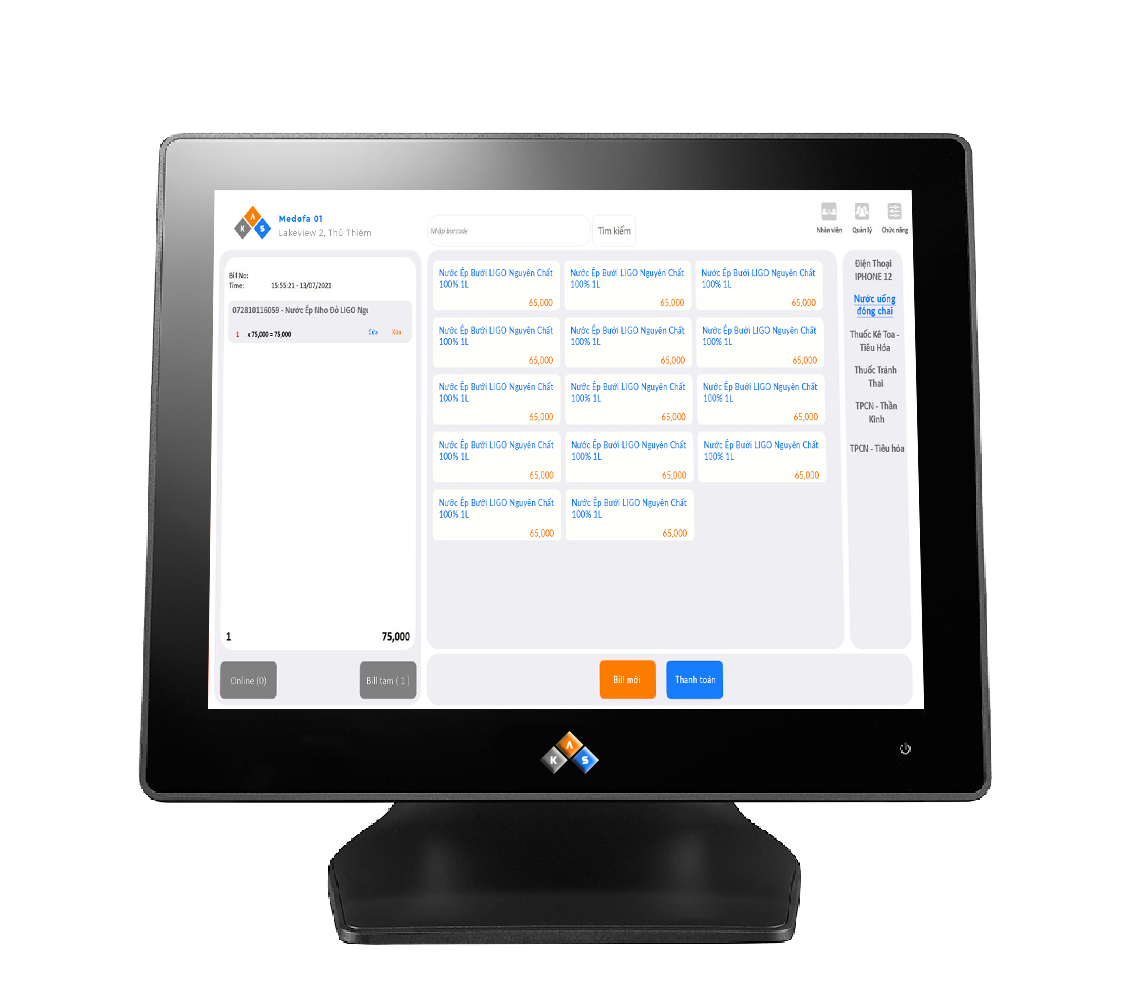 Medofa 01
Lakeview 2, Thủ Thiêm
Nhập barcode
Tìm kiếm
Nhân viên
Quản lý
Chức năng
Bill No:
Time: 15:55:21 - 13/07/2021
072810116059 - Nước Ép Nho Đỏ LIGO Ngu
1 x 75,000 = 75,000 Sửa Xóa
1 75,000
Online (0)
Bill tạm ( 1 )
Nước Ép Bưởi LIGO Nguyên Chất
100% 1L
65,000
Nước Ép Bưởi LIGO Nguyên Chất
100% 1L
65,000
Nước Ép Bưởi LIGO Nguyên Chất
100% 1L
65,000
Nước Ép Bưởi LIGO Nguyên Chất
100% 1L
65,000
Nước Ép Bưởi LIGO Nguyên Chất
100% 1L
65,000
Nước Ép Bưởi LIGO Nguyên Chất
100% 1L
65,000
Nước Ép Bưởi LIGO Nguyên Chất
100% 1L
65,000
Nước Ép Bưởi LIGO Nguyên Chất
100% 1L
65,000
Nước Ép Bưởi LIGO Nguyên Chất
100% 1L
65,000
Nước Ép Bưởi LIGO Nguyên Chất
100% 1L
65,000
Nước Ép Bưởi LIGO Nguyên Chất
100% 1L
65,000
Nước Ép Bưởi LIGO Nguyên Chất
100% 1L
65,000
Nước Ép Bưởi LIGO Nguyên Chất
100% 1L
65,000
Nước Ép Bưởi LIGO Nguyên Chất
100% 1L
65,000
Điện Thoại
IPHONE 12
Nước uống
đóng chai
Thuốc Kê Toa -
Tiêu Hóa
Thuốc Tránh
Thai
TPCN - Thần
Kinh
TPCN - Tiêu hóa
Bill mới
Thanh toán
KAS